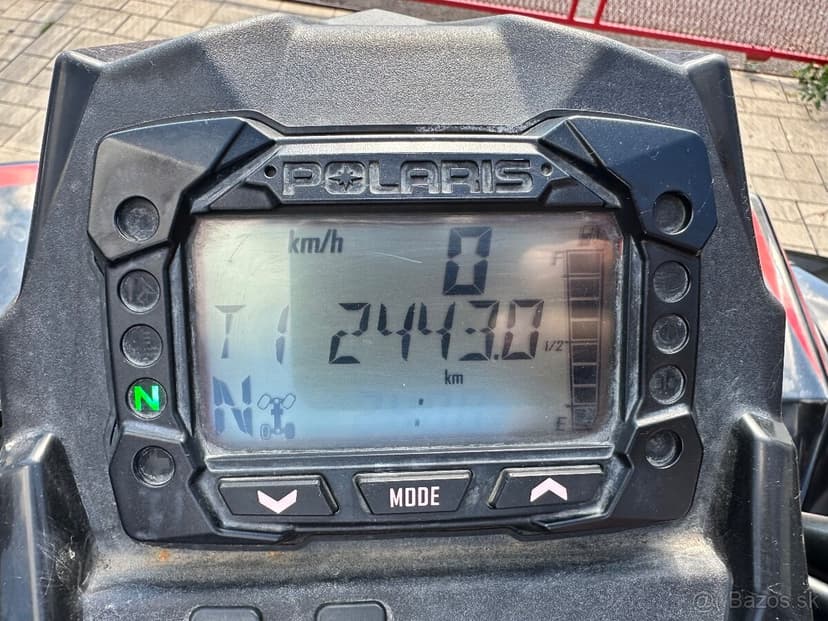 POLARIS
km/h 0
F
T1 2443.0 1/2
km
N
N E
MODE
@ Bazos.sk